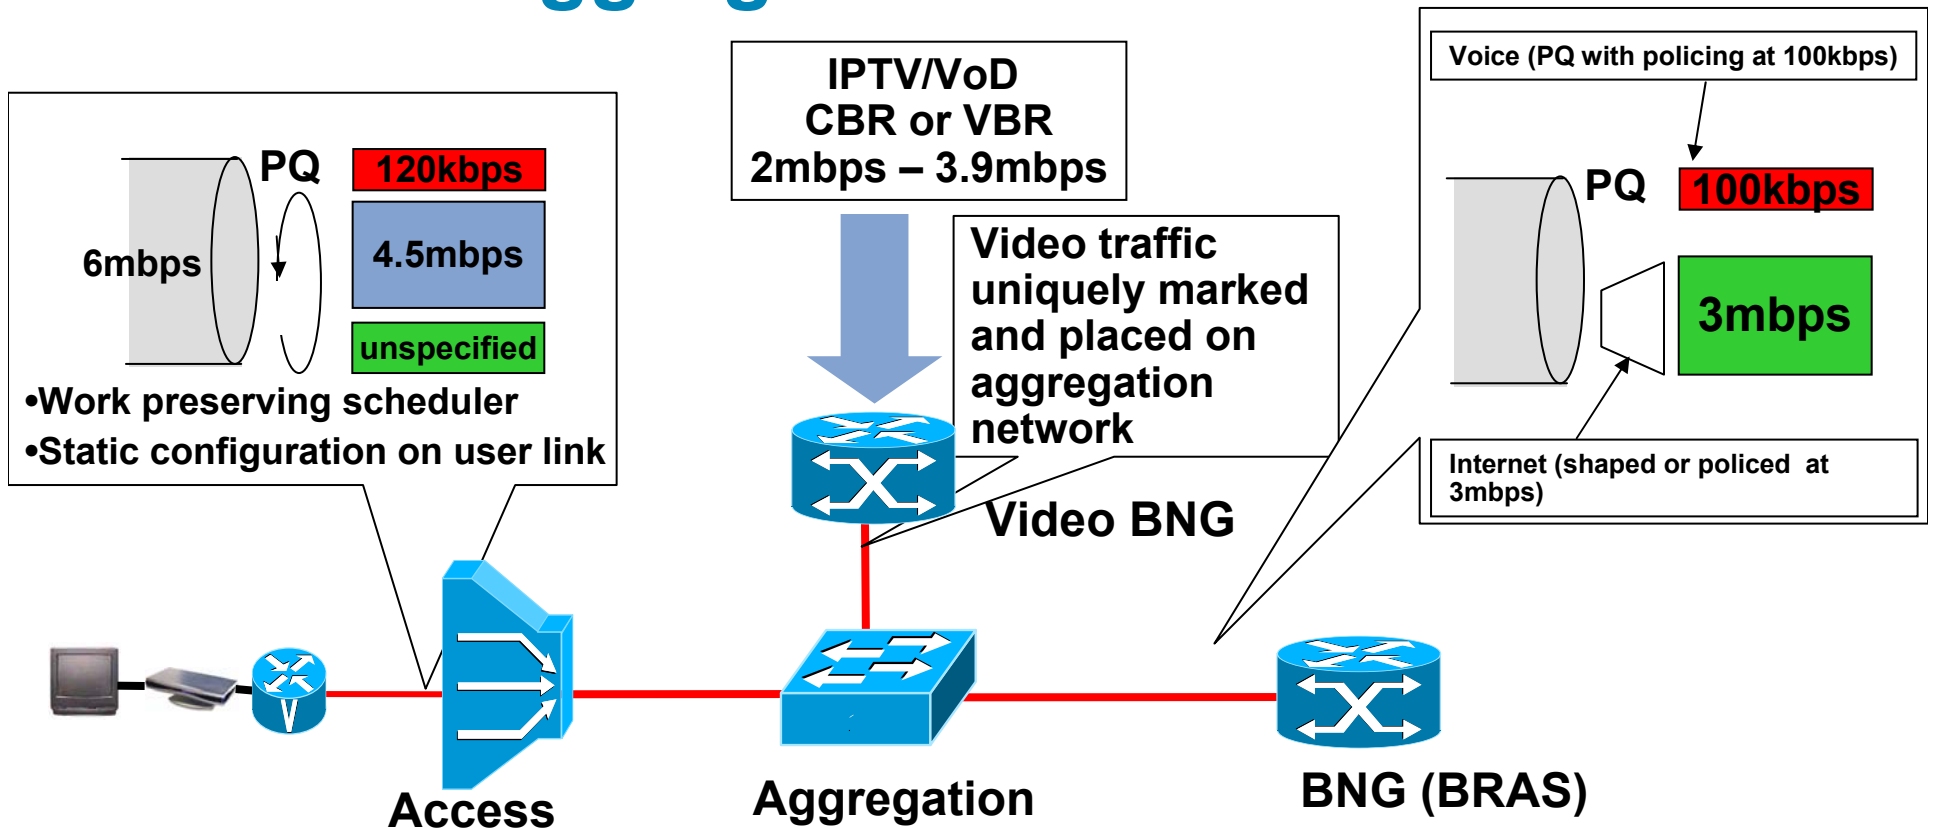 Voice (PQ with policing at 100kbps)
IPTV/VoD
CBR or VBR
2mbps – 3.9mbps
PQ
120kbps
6mbps
4.5mbps
unspecified
•Work preserving scheduler
•Static configuration on user link
Video traffic
uniquely marked
and placed on
aggregation
network
PQ
100kbps
3mbps
Internet (shaped or policed at
3mbps)
Video BNG
Access
Aggregation
BNG (BRAS)